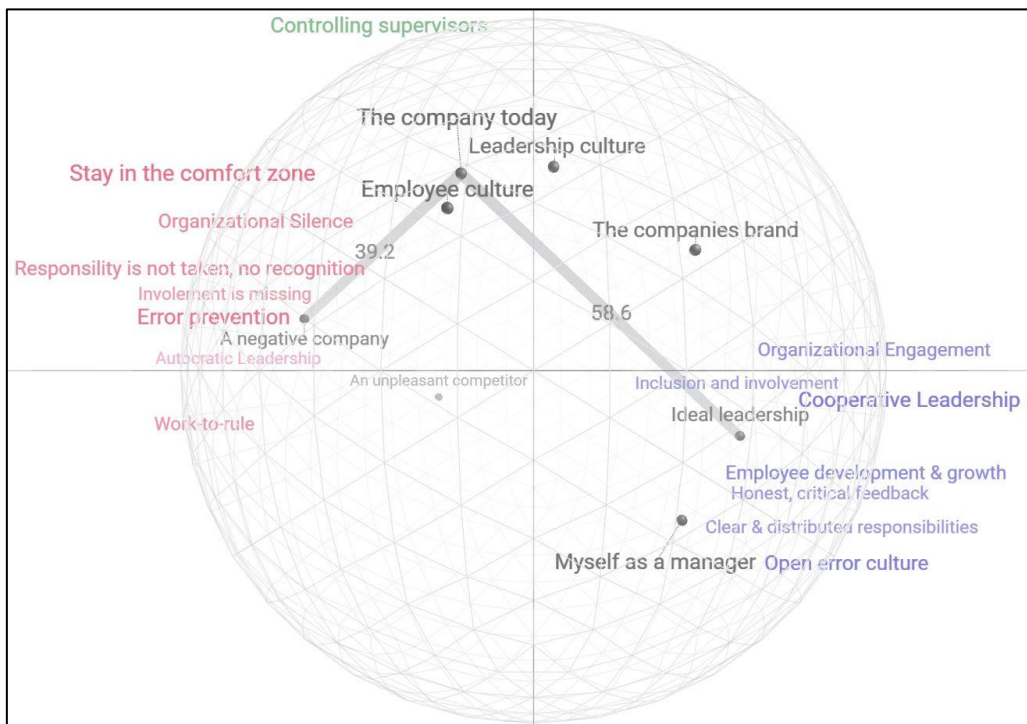 Controlling supervisors
The company today
Leadership culture
Stay in the comfort zone
Employee culture
Organizational Silence
The companies brand
39.2
Responsility is not taken, no recognition
Involement is missing
58.6
Error prevention
A negative company
Autocratic Leadership
Organizational Engagement
An unpleasant competitor
Inclusion and involvement
Cooperative Leadership
Ideal leadership
Work-to-rule
Employee development & growth
Honest, critical feedback
Clear & distributed responsibilities
Myself as a manager
Open error culture